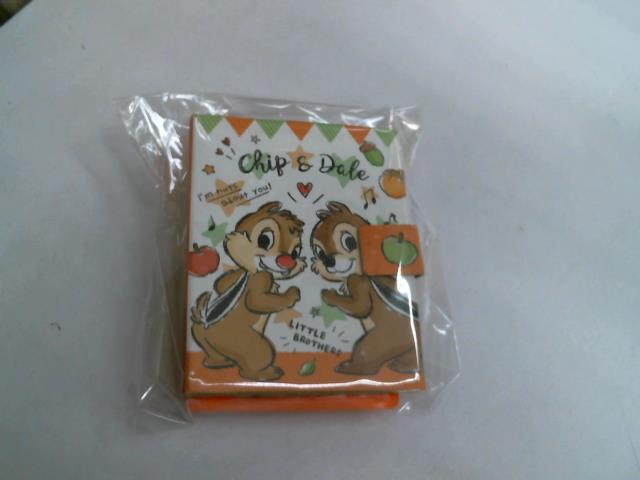 Chip & Dale
I'm nuts
about you!
LITTLE
BROTHERS